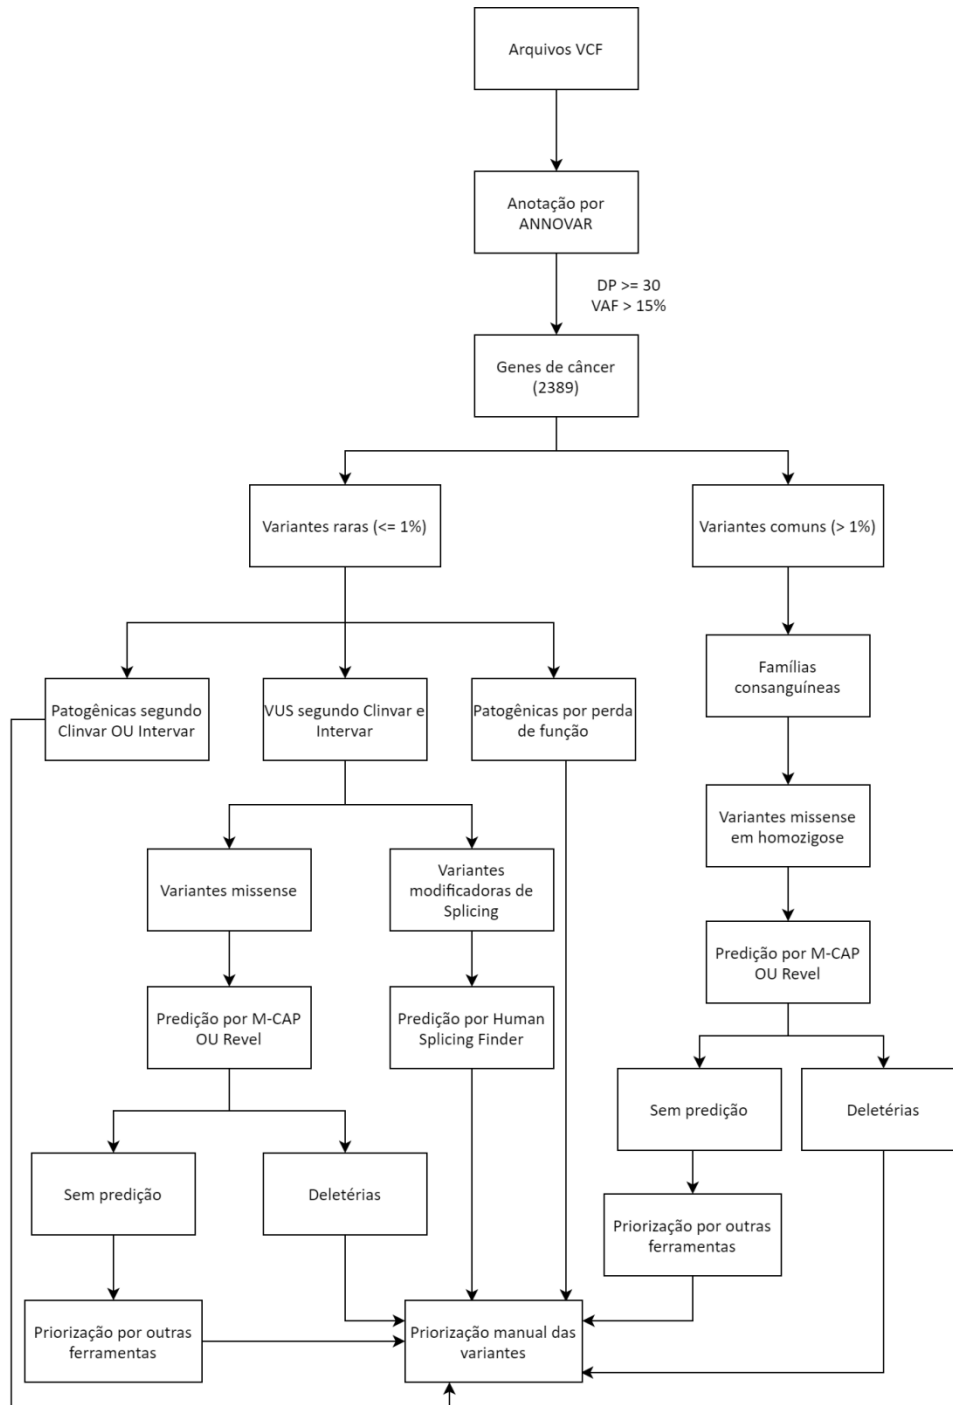 Arquivos VCF
Anotação por
ANNOVAR
DP >= 30
VAF > 15%
Genes de câncer
(2389)
Variantes raras (<= 1%)
Variantes comuns (> 1%)
Patogênicas segundo
Clinvar OU Intervar
VUS segundo Clinvar e
Intervar
Patogênicas por perda
de função
Famílias
consanguíneas
Variantes missense
em homozigose
Variantes missense
Variantes
modificadoras de
Splicing
Predição por M-CAP
OU Revel
Predição por M-CAP
OU Revel
Predição por Human
Splicing Finder
Sem predição
Deletérias
Sem predição
Deletérias
Priorização por outras
ferramentas
Priorização por outras
ferramentas
Priorização manual das
variantes